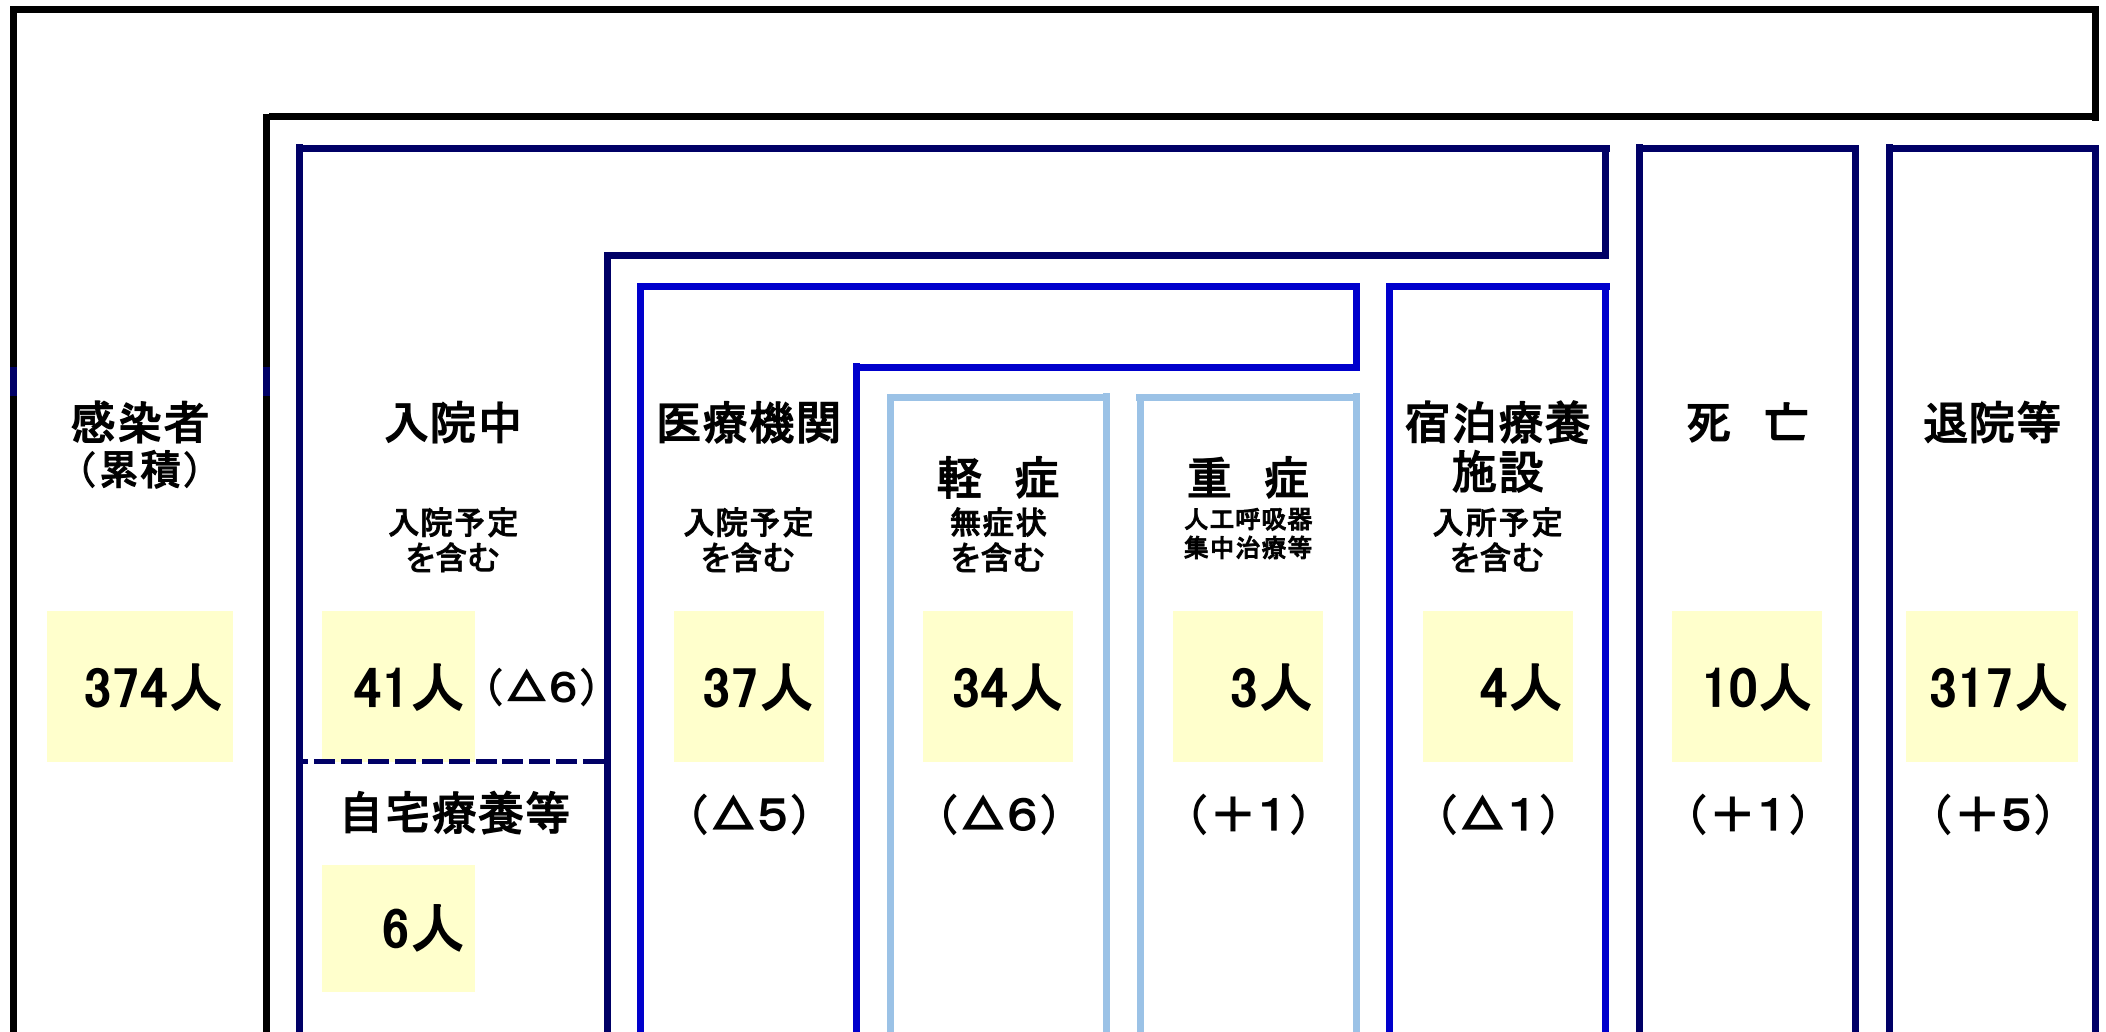 感染者
（累積）
374人
入院中
入院予定
を含む
41人
（△6）
自宅療養等
6人
医療機関
入院予定
を含む
37人
（△5）
軽　症
無症状
を含む
34人
（△6）
重　症
人工呼吸器
集中治療等
3人
（＋1）
宿泊療養
施設
入所予定
を含む
4人
（△1）
死　亡
10人
（＋1）
退院等
317人
（＋5）